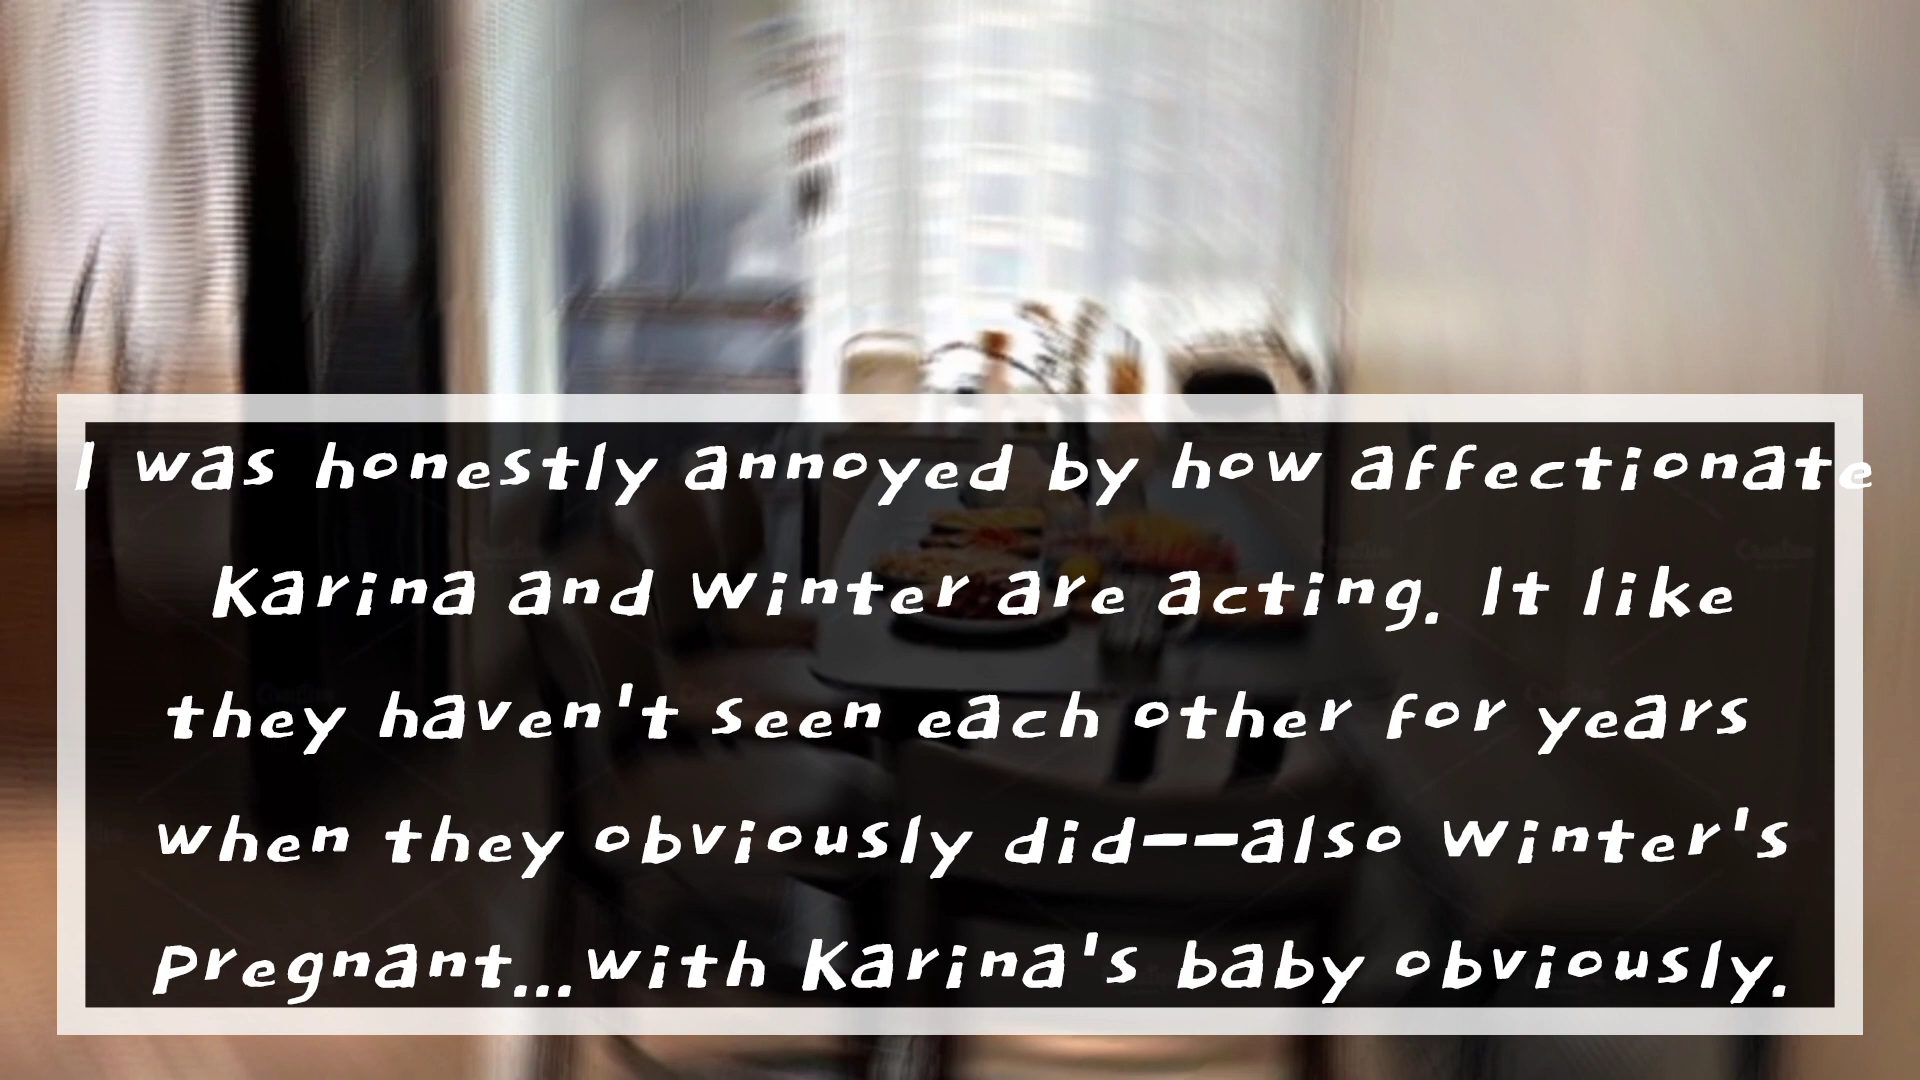 I was honestly annoyed by how affectionate
Karina and Winter are acting. It like
they haven't seen each other for years
when they obviously did--also Winter's
pregnant...with Karina's baby obviously.